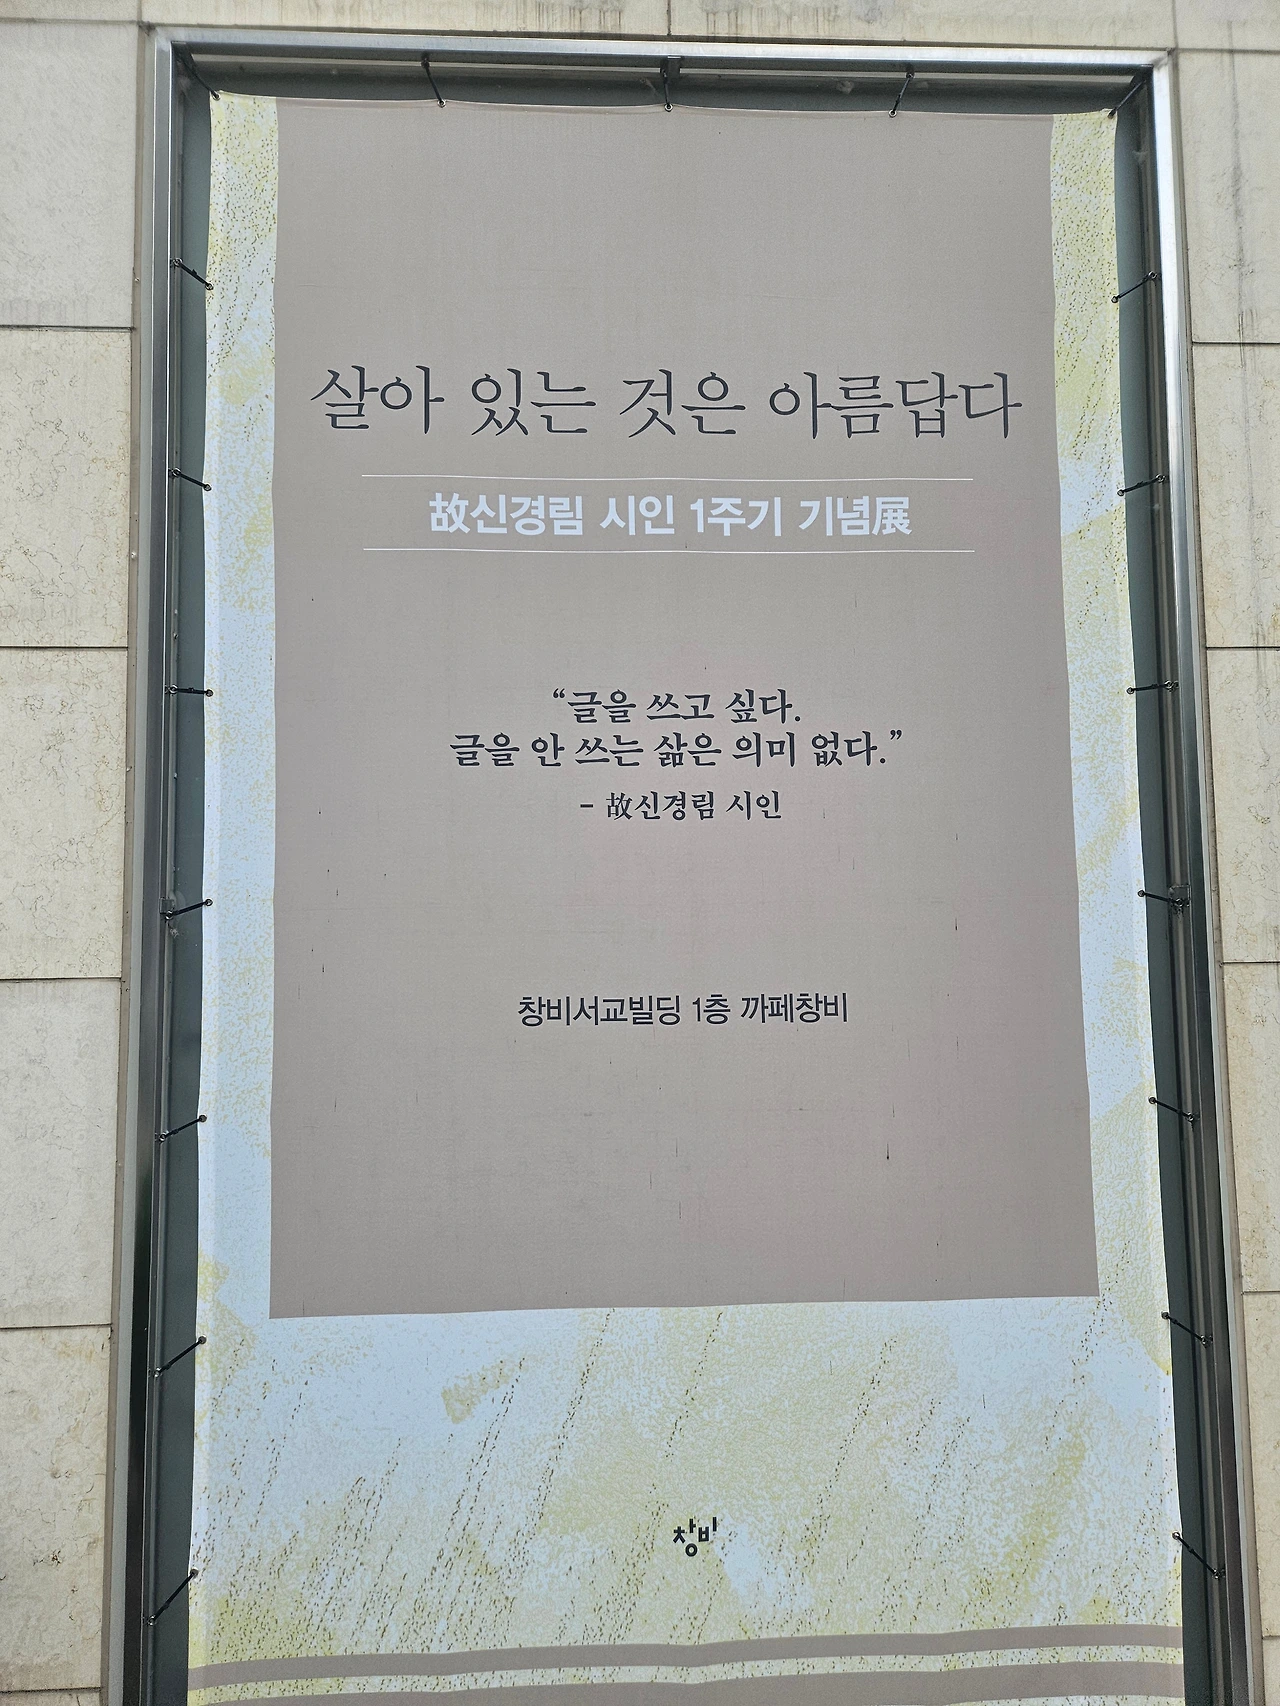 살아 있는 것은 아름답다
故신경림 시인 1주기 기념展
“글을 쓰고 싶다.
글을 안 쓰는 삶은 의미 없다.”
- 故신경림 시인
창비서교빌딩 1층 까페창비
창비